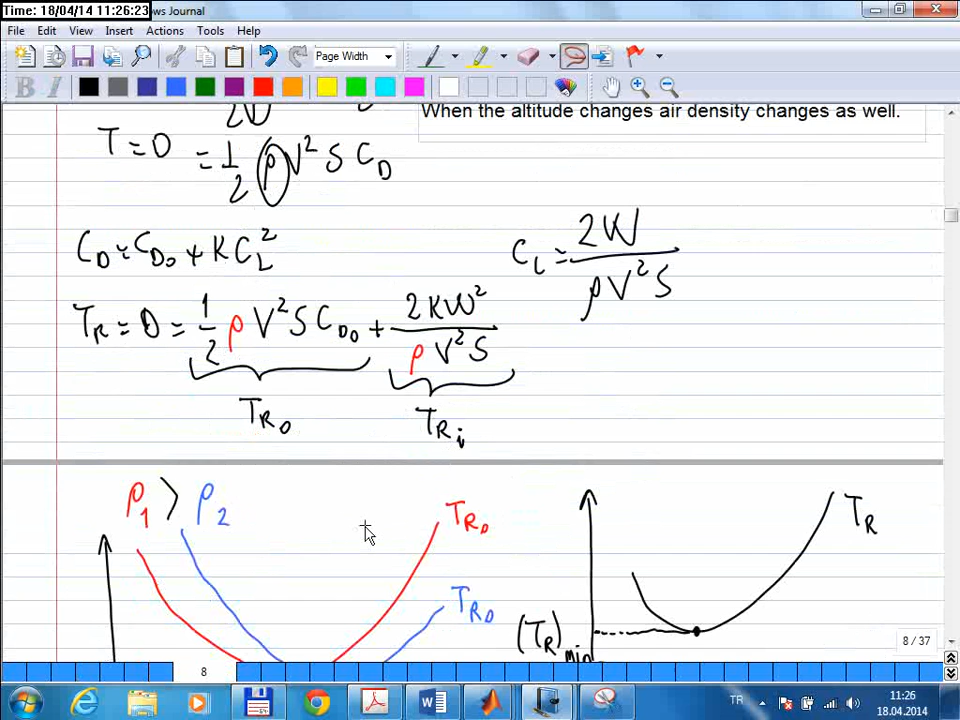 Time: 18/04/14 11:26:23
ows Journal
File Edit View Insert Actions Tools Help
Page Width
B I
When the altitude changes air density changes as well.
T = D = 1/2 ρ V² S C_D
C_D = C_D0 + K C_L²
C_L = 2W / ρV²S
T_R = D = 1/2 ρ V² S C_D0 + 2KW² / ρ V² S
T_R0
T_Ri
ρ1 > ρ2
T_R0
T_R
T_R0
(T_R)min
8 / 37
8
TR
11:26
18.04.2014